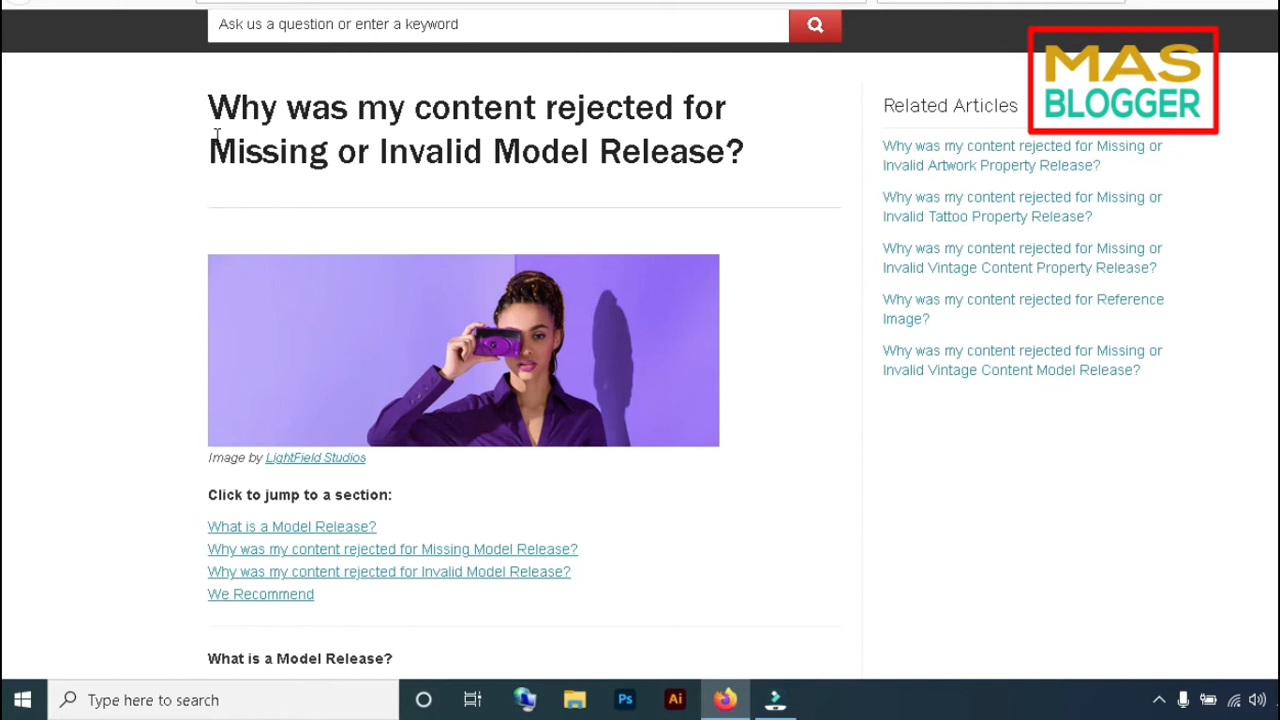 Ask us a question or enter a keyword
MAS
BLOGGER
Why was my content rejected for
Missing or Invalid Model Release?
Image by LightField Studios
Click to jump to a section:
What is a Model Release?
Why was my content rejected for Missing Model Release?
Why was my content rejected for Invalid Model Release?
We Recommend
What is a Model Release?
Related Articles
Why was my content rejected for Missing or
Invalid Artwork Property Release?
Why was my content rejected for Missing or
Invalid Tattoo Property Release?
Why was my content rejected for Missing or
Invalid Vintage Content Property Release?
Why was my content rejected for Reference
Image?
Why was my content rejected for Missing or
Invalid Vintage Content Model Release?
Type here to search
Ps
Ai